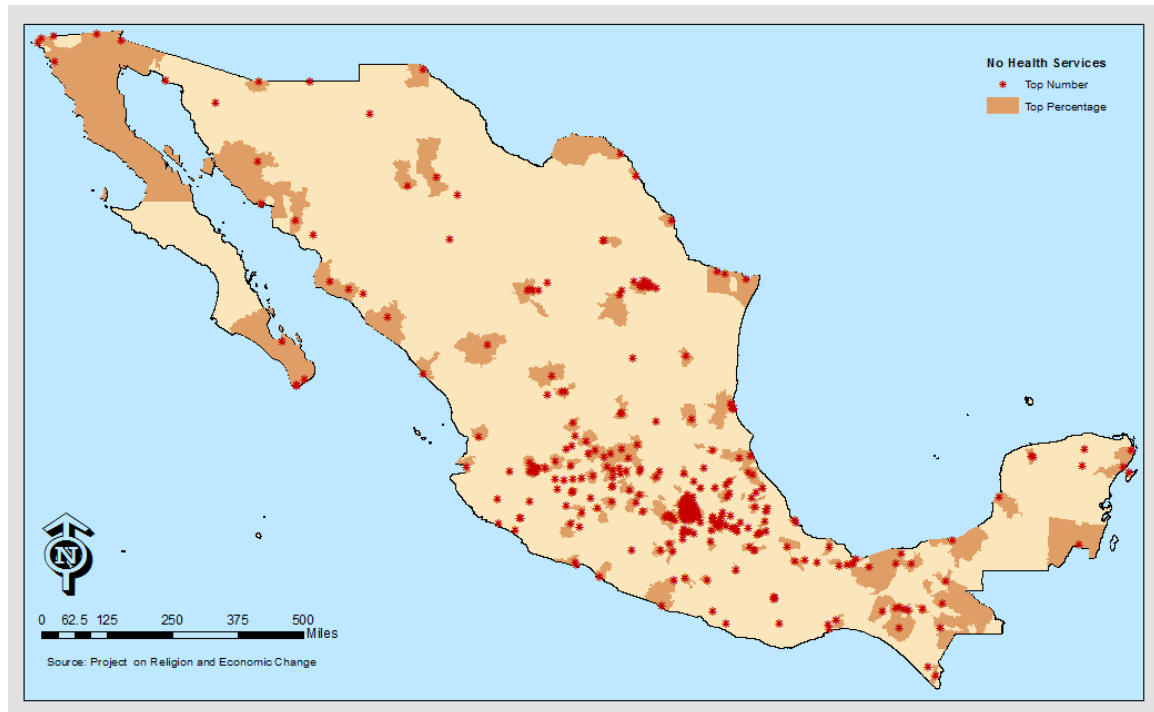 No Health Services
Top Number
Top Percentage
N
0 62.5 125 250 375 500
Miles
Source: Project on Religion and Economic Change